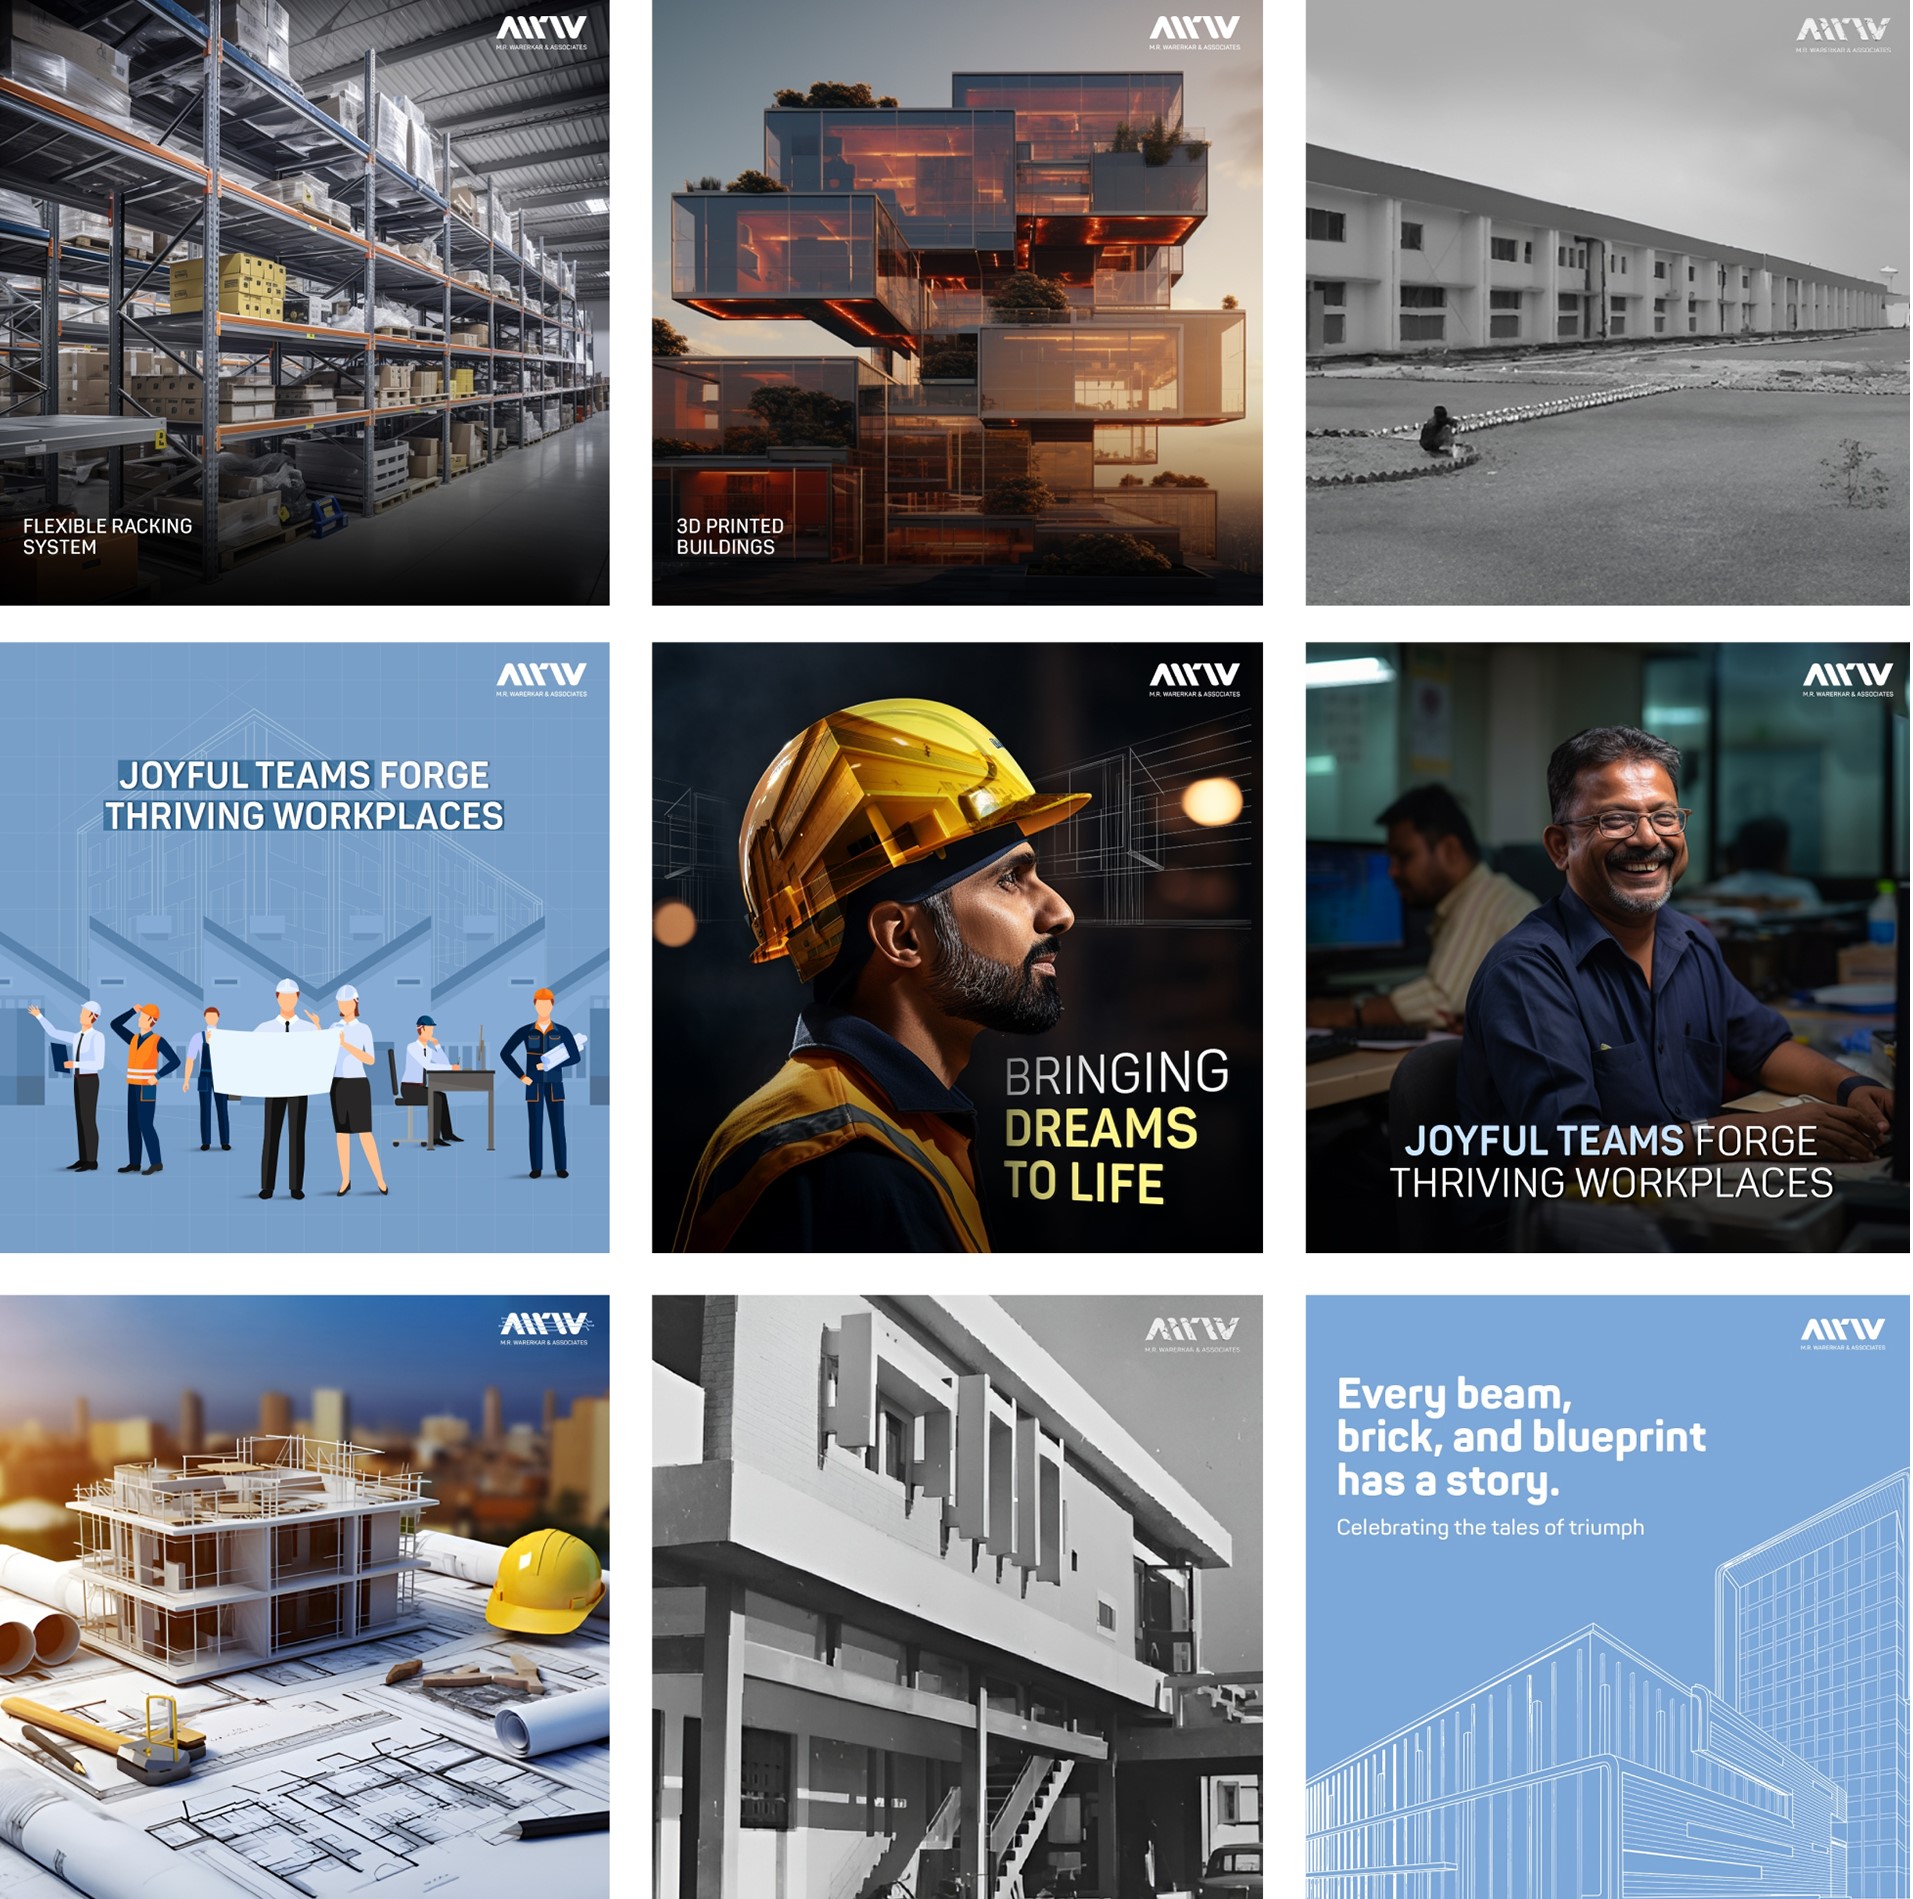 MRW
M.R. WARERKAR & ASSOCIATES
FLEXIBLE RACKING
SYSTEM
MRW
M.R. WARERKAR & ASSOCIATES
3D PRINTED
BUILDINGS
MRW
M.R. WARERKAR & ASSOCIATES
MRW
M.R. WARERKAR & ASSOCIATES
JOYFUL TEAMS FORGE
THRIVING WORKPLACES
MRW
M.R. WARERKAR & ASSOCIATES
BRINGING
DREAMS
TO LIFE
MRW
M.R. WARERKAR & ASSOCIATES
JOYFUL TEAMS FORGE
THRIVING WORKPLACES
MRW
M.R. WARERKAR & ASSOCIATES
MRW
M.R. WARERKAR & ASSOCIATES
MRW
M.R. WARERKAR & ASSOCIATES
Every beam,
brick, and blueprint
has a story.
Celebrating the tales of triumph